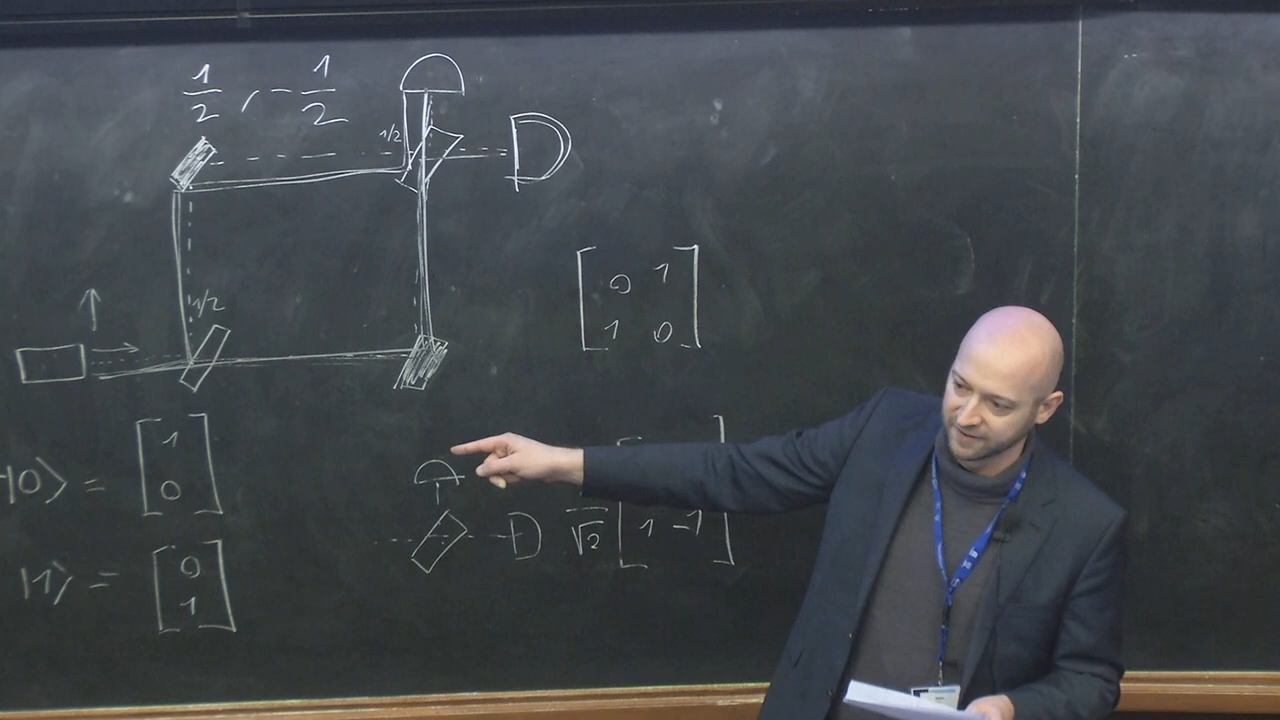 1/2, -1/2
1/2
D
0 1
1 0
1/2
|0⟩ = [1
0]
D √2 [1 -1]
|1⟩ = [0
1]